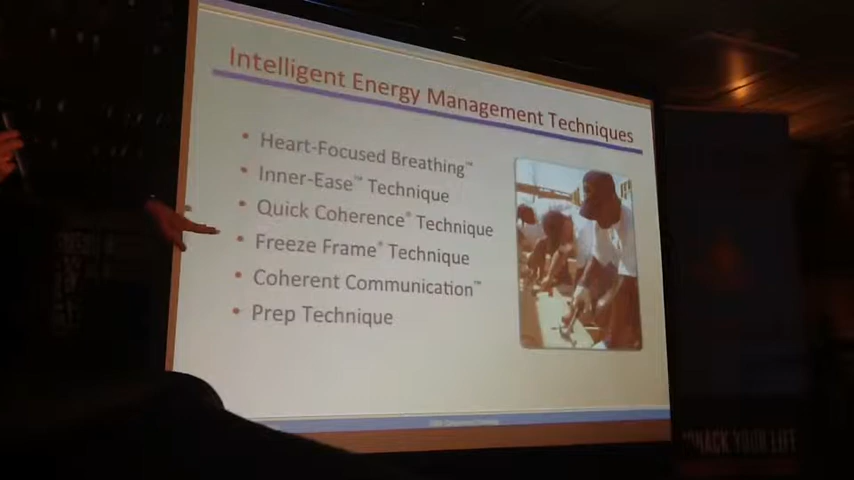 Intelligent Energy Management Techniques
• Heart-Focused Breathing™
• Inner-Ease™ Technique
• Quick Coherence® Technique
• Freeze Frame® Technique
• Coherent Communication™
• Prep Technique
YOUR LIFE